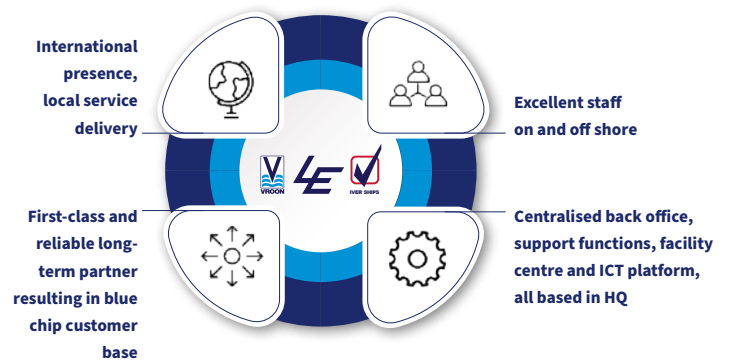 International
presence,
local service
delivery
Excellent staff
on and off shore
VROON
LE
IVER SHIPS
First-class and
reliable long-
term partner
resulting in blue
chip customer
base
Centralised back office,
support functions, facility
centre and ICT platform,
all based in HQ